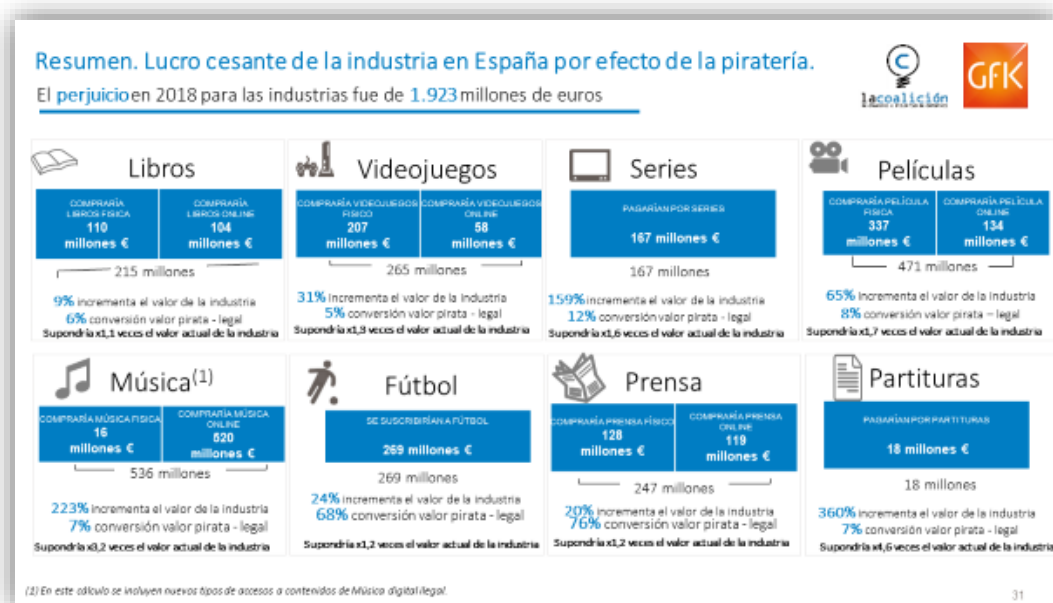 Resumen. Lucro cesante de la industria en España por efecto de la piratería.
El perjuicio en 2018 para las industrias fue de 1.923 millones de euros
C
lacoalición
GfK
Libros
COMPRARÍA LIBROS FISICA
110
millones €
COMPRARÍA LIBROS ONLINE
104
millones €
215 millones
9% incrementa el valor de la industria
6% conversión valor pirata - legal
Supondría x1,1 veces el valor actual de la industria
Videojuegos
COMPRARÍA VIDEOJUEGOS FISICO
207
millones €
COMPRARÍA VIDEOJUEGOS ONLINE
58
millones €
265 millones
31% incrementa el valor de la industria
5% conversión valor pirata - legal
Supondría x1,3 veces el valor actual de la industria
Series
PAGARÍAN POR SERIES
167 millones €
167 millones
159% incrementa el valor de la industria
12% conversión valor pirata - legal
Supondría x1,6 veces el valor actual de la industria
Películas
COMPRARÍA PELÍCULA FISICA
337
millones €
COMPRARÍA PELÍCULA ONLINE
134
millones €
471 millones
65% incrementa el valor de la industria
8% conversión valor pirata – legal
Supondría x1,7 veces el valor actual de la industria
Música(1)
COMPRARÍA MÚSICA FISICA
16
millones €
COMPRARÍA MÚSICA ONLINE
520
millones €
536 millones
223% incrementa el valor de la industria
7% conversión valor pirata - legal
Supondría x3,2 veces el valor actual de la industria
Fútbol
SE SUSCRIBIRÍAN A FÚTBOL
269 millones €
269 millones
24% incrementa el valor de la industria
68% conversión valor pirata - legal
Supondría x1,2 veces el valor actual de la industria
Prensa
COMPRARÍA PRENSA FÍSICO
128
millones €
COMPRARÍA PRENSA ONLINE
119
millones €
247 millones
20% incrementa el valor de la industria
76% conversión valor pirata - legal
Supondría x1,2 veces el valor actual de la industria
Partituras
PAGARÍAN POR PARTITURAS
18 millones €
18 millones
360% incrementa el valor de la industria
7% conversión valor pirata - legal
Supondría x4,6 veces el valor actual de la industria
(1) En este cálculo se incluyen nuevos tipos de accesos a contenidos de Música digital ilegal.
31